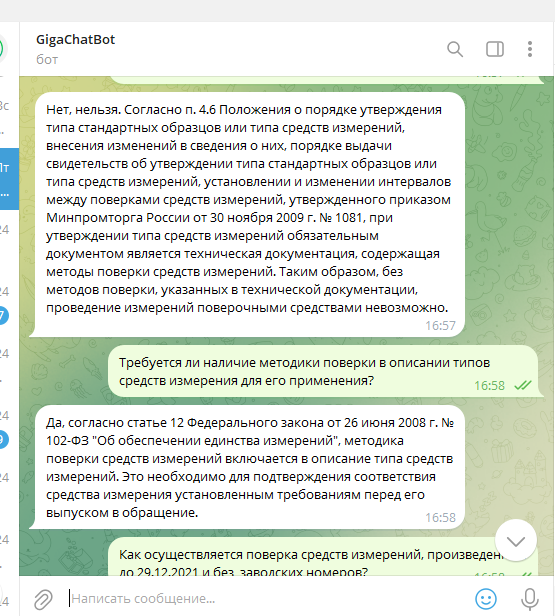 GigaChatBot
бот
Нет, нельзя. Согласно п. 4.6 Положения о порядке утверждения
типа стандартных образцов или типа средств измерений,
внесения изменений в сведения о них, порядке выдачи
свидетельств об утверждении типа стандартных образцов или
типа средств измерений, установлении и изменении интервалов
между поверками средств измерений, утвержденного приказом
Минпромторга России от 30 ноября 2009 г. № 1081, при
утверждении типа средств измерений обязательным
документом является техническая документация, содержащая
методы поверки средств измерений. Таким образом, без
методов поверки, указанных в технической документации,
проведение измерений поверочными средствами невозможно.
16:57
Требуется ли наличие методики поверки в описании типов
средств измерения для его применения?
16:58
Да, согласно статье 12 Федерального закона от 26 июня 2008 г. №
102-ФЗ "Об обеспечении единства измерений", методика
поверки средств измерений включается в описание типа средств
измерений. Это необходимо для подтверждения соответствия
средства измерения установленным требованиям перед его
выпуском в обращение.
16:58
Как осуществляется поверка средств измерений,
до 29.12.2021 и без заводских номеров?
Написать сообщение...